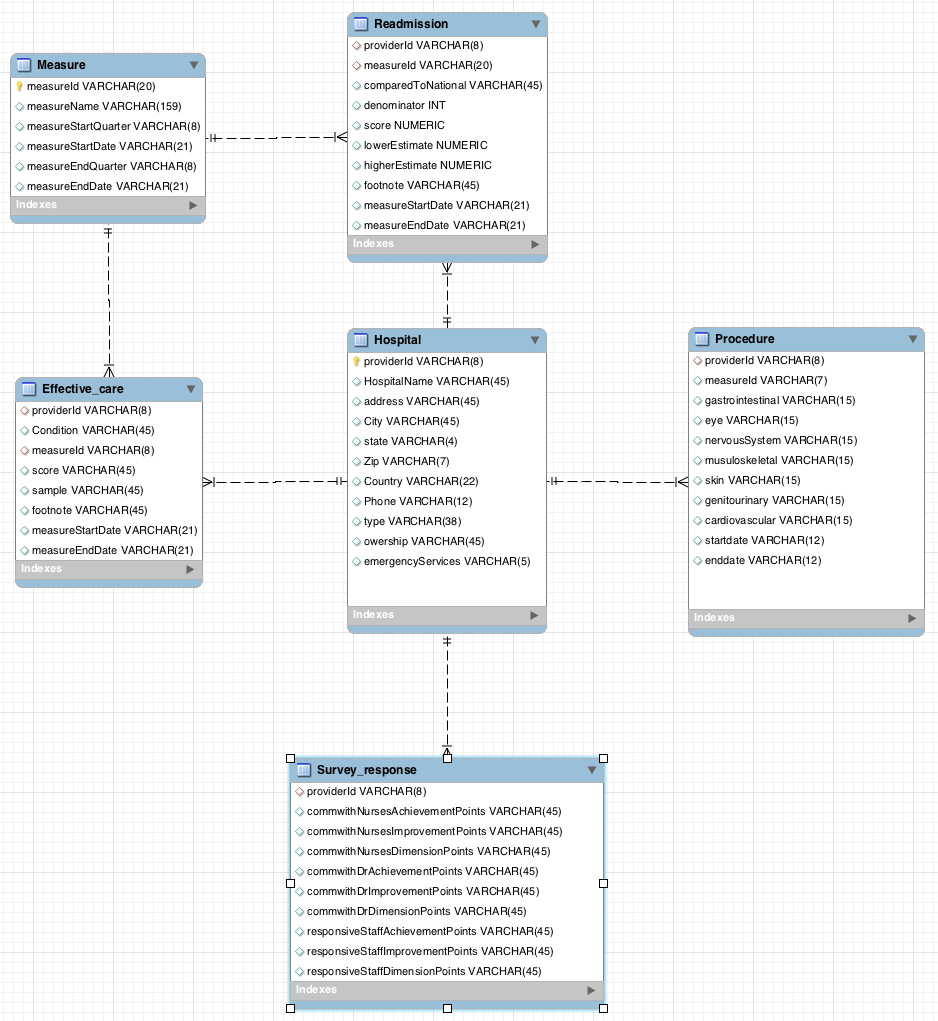 Readmission
providerId VARCHAR(8)
measureId VARCHAR(20)
comparedToNational VARCHAR(45)
denominator INT
score NUMERIC
lowerEstimate NUMERIC
higherEstimate NUMERIC
footnote VARCHAR(45)
measureStartDate VARCHAR(21)
measureEndDate VARCHAR(21)
Indexes
Measure
measureId VARCHAR(20)
measureName VARCHAR(159)
measureStartQuarter VARCHAR(8)
measureStartDate VARCHAR(21)
measureEndQuarter VARCHAR(8)
measureEndDate VARCHAR(21)
Indexes
Effective_care
providerId VARCHAR(8)
Condition VARCHAR(45)
measureId VARCHAR(8)
score VARCHAR(45)
sample VARCHAR(45)
footnote VARCHAR(45)
measureStartDate VARCHAR(21)
measureEndDate VARCHAR(21)
Indexes
Hospital
providerId VARCHAR(8)
HospitalName VARCHAR(45)
address VARCHAR(45)
City VARCHAR(45)
state VARCHAR(4)
Zip VARCHAR(7)
Country VARCHAR(22)
Phone VARCHAR(12)
type VARCHAR(38)
owership VARCHAR(45)
emergencyServices VARCHAR(5)
Indexes
Procedure
providerId VARCHAR(8)
measureId VARCHAR(7)
gastrointestinal VARCHAR(15)
eye VARCHAR(15)
nervousSystem VARCHAR(15)
musuloskeletal VARCHAR(15)
skin VARCHAR(15)
genitourinary VARCHAR(15)
cardiovascular VARCHAR(15)
startdate VARCHAR(12)
enddate VARCHAR(12)
Indexes
Survey_response
providerId VARCHAR(8)
commwithNursesAchievementPoints VARCHAR(45)
commwithNursesImprovementPoints VARCHAR(45)
commwithNursesDimensionPoints VARCHAR(45)
commwithDrAchievementPoints VARCHAR(45)
commwithDrImprovementPoints VARCHAR(45)
commwithDrDimensionPoints VARCHAR(45)
responsiveStaffAchievementPoints VARCHAR(45)
responsiveStaffImprovementPoints VARCHAR(45)
responsiveStaffDimensionPoints VARCHAR(45)
Indexes